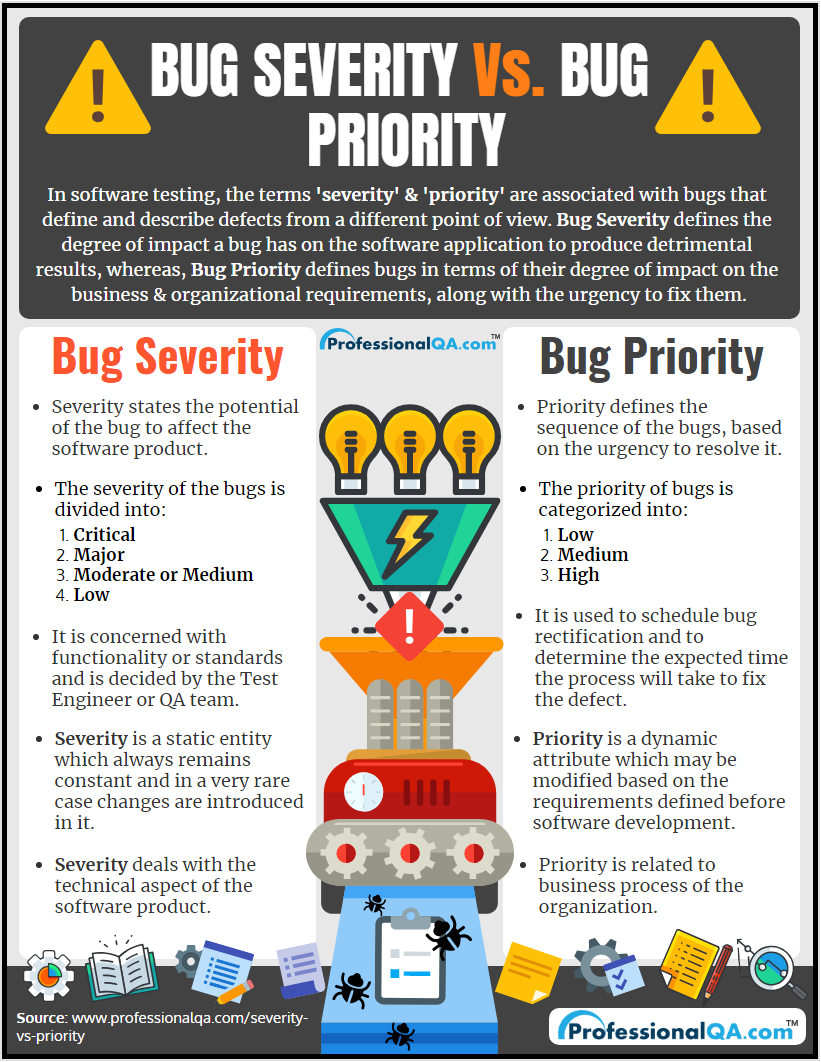 BUG SEVERITY Vs. BUG
PRIORITY
In software testing, the terms 'severity' & 'priority' are associated with bugs that
define and describe defects from a different point of view. Bug Severity defines the
degree of impact a bug has on the software application to produce detrimental
results, whereas, Bug Priority defines bugs in terms of their degree of impact on the
business & organizational requirements, along with the urgency to fix them.
Bug Severity
• Severity states the potential
of the bug to affect the
software product.
• The severity of the bugs is
divided into:
1. Critical
2. Major
3. Moderate or Medium
4. Low
• It is concerned with
functionality or standards
and is decided by the Test
Engineer or QA team.
• Severity is a static entity
which always remains
constant and in a very rare
case changes are introduced
in it.
• Severity deals with the
technical aspect of the
software product.
ProfessionalQA.com™
Bug Priority
• Priority defines the
sequence of the bugs, based
on the urgency to resolve it.
• The priority of bugs is
categorized into:
1. Low
2. Medium
3. High
• It is used to schedule bug
rectification and to
determine the expected time
the process will take to fix
the defect.
• Priority is a dynamic
attribute which may be
modified based on the
requirements defined before
software development.
• Priority is related to
business process of the
organization.
Source: www.professionalqa.com/severity-
vs-priority
ProfessionalQA.com™